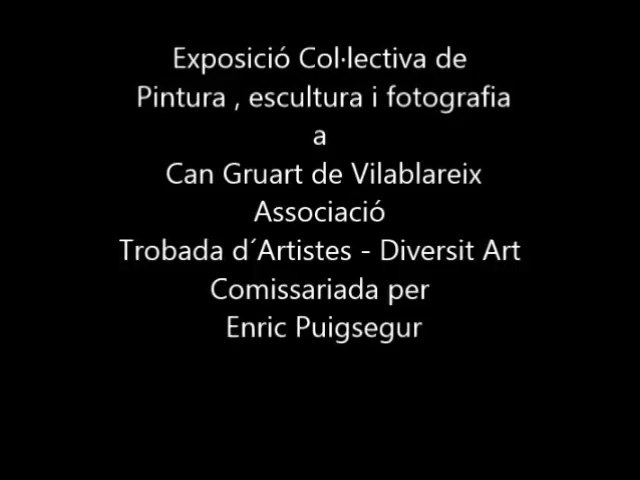 Exposició Col·lectiva de
Pintura , escultura i fotografia
a
Can Gruart de Vilablareix
Associació
Trobada d´Artistes - Diversit Art
Comissariada per
Enric Puigsegur